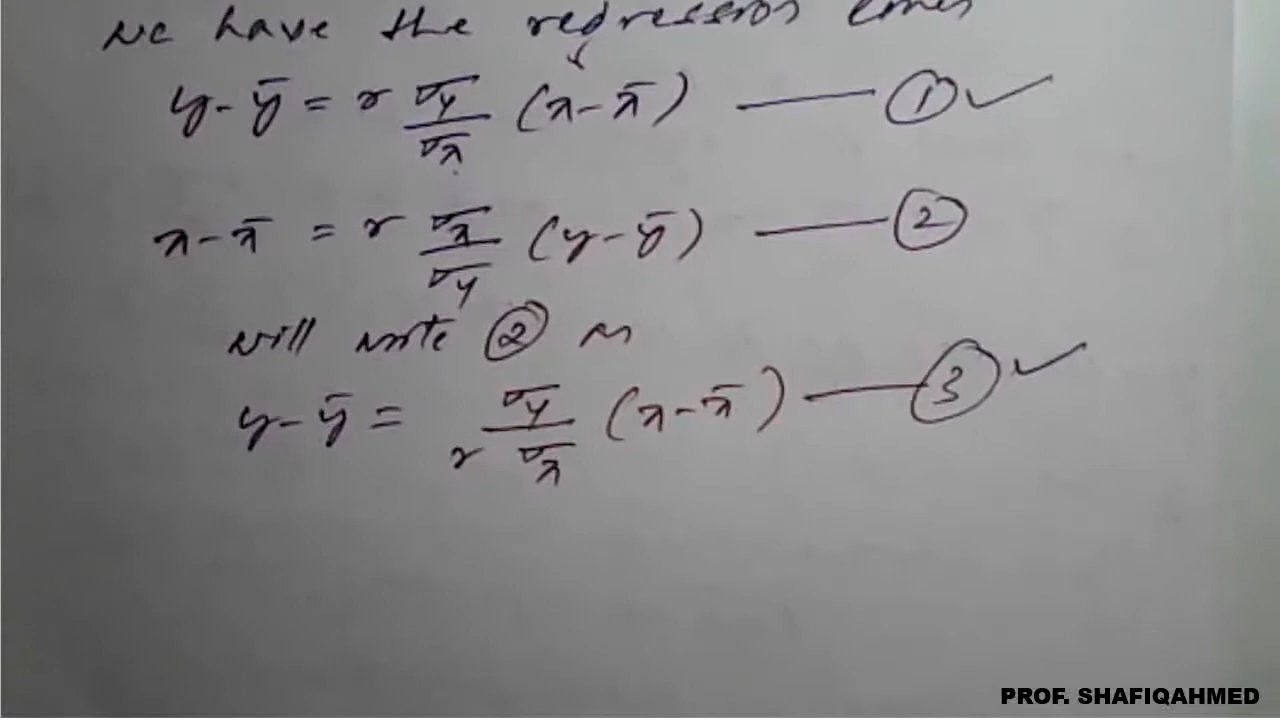 we have the regression lines
y - ȳ = r σy/σx (x - x̄) —— ① ✓
x - x̄ = r σx/σy (y - ȳ) —— ②
will write ② as
y - ȳ = σy/r σx (x - x̄) —— ③ ✓
PROF. SHAFIQAHMED